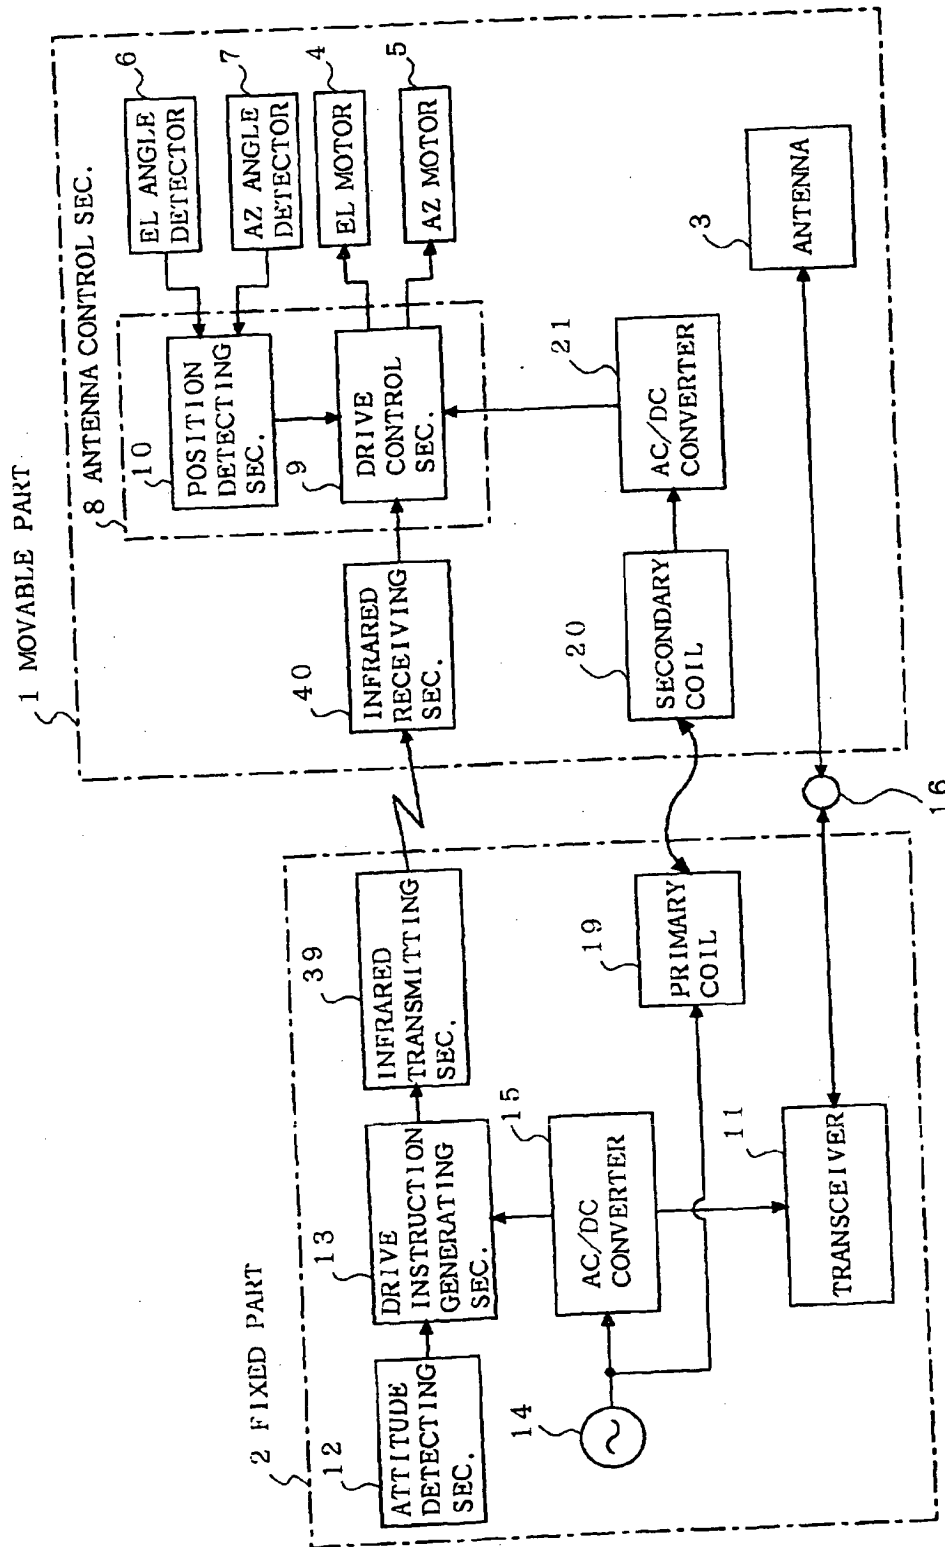 1 MOVABLE PART
8 ANTENNA CONTROL SEC.
6
EL ANGLE
DETECTOR
7
AZ ANGLE
DETECTOR
4
EL MOTOR
5
AZ MOTOR
10
POSITION
DETECTING
SEC.
9
DRIVE
CONTROL
SEC.
40
INFRARED
RECEIVING
SEC.
21
AC/DC
CONVERTER
20
SECONDARY
COIL
3
ANTENNA
16
2 FIXED PART
12
ATTITUDE
DETECTING
SEC.
13
DRIVE
INSTRUCTION
GENERATING
SEC.
39
INFRARED
TRANSMITTING
SEC.
14
15
AC/DC
CONVERTER
19
PRIMARY
COIL
11
TRANSCEIVER